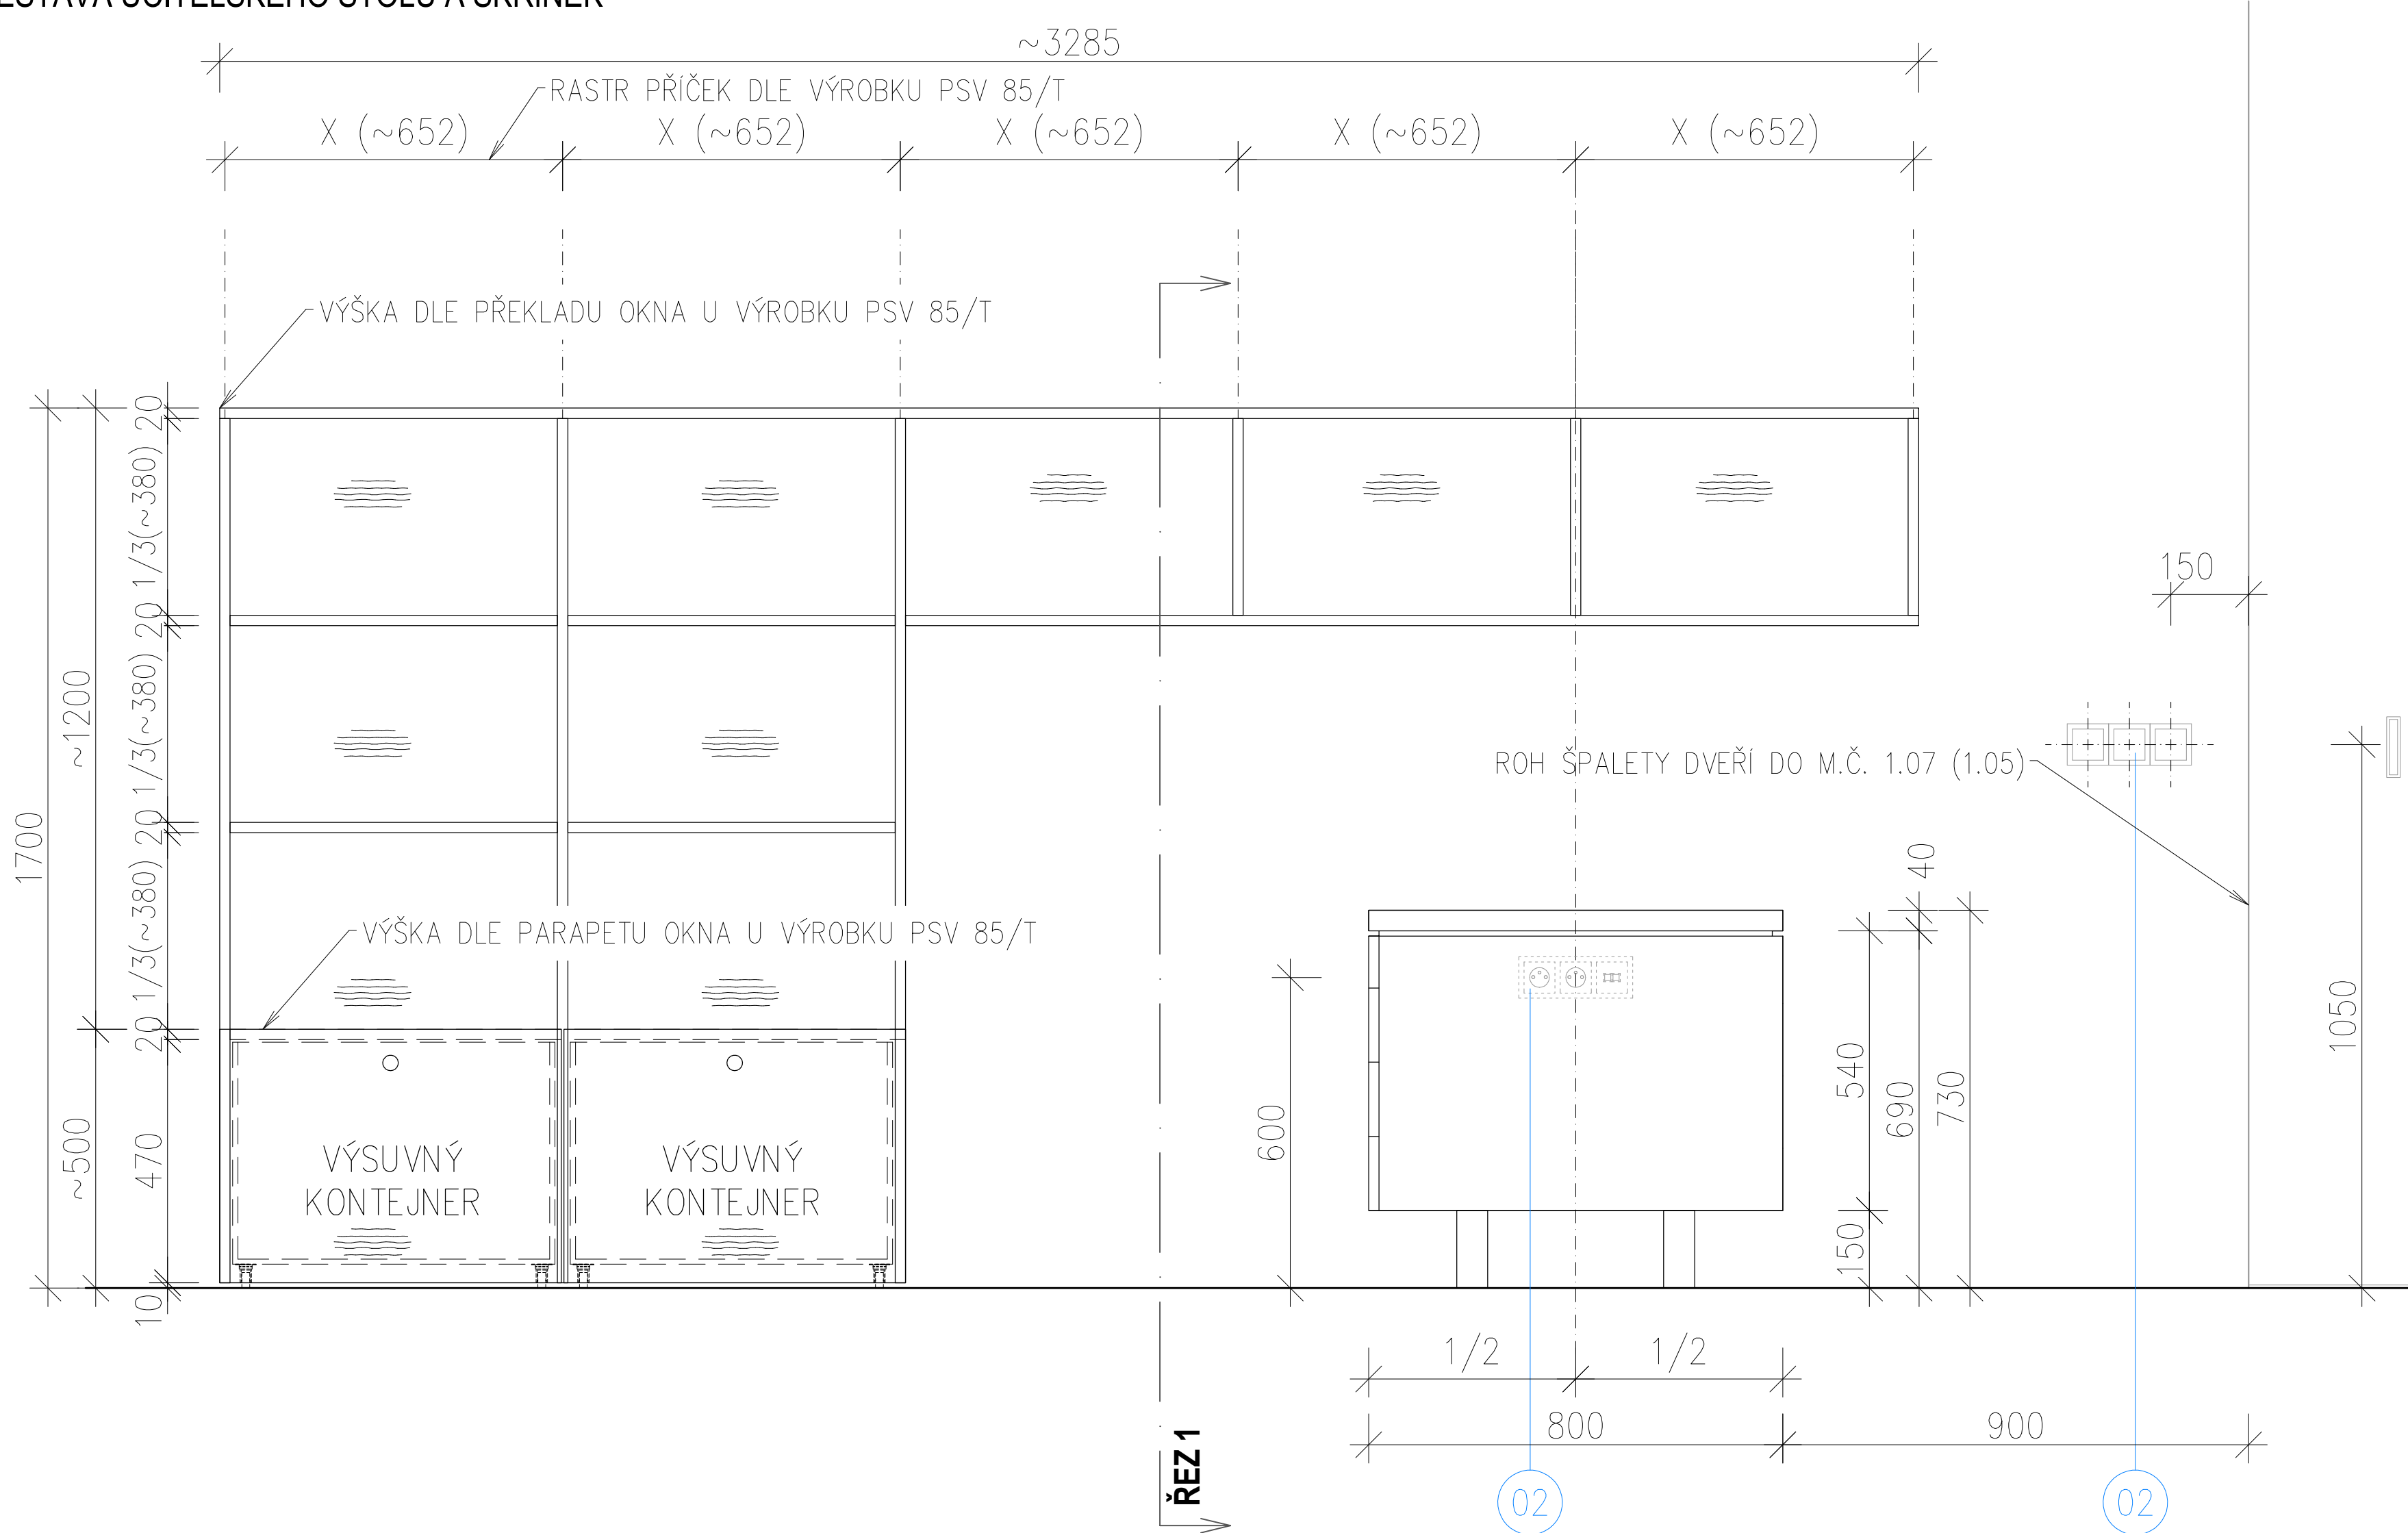 ~3285
RASTR PŘÍČEK DLE VÝROBKU PSV 85/T
X (~652) X (~652) X (~652) X (~652) X (~652)
VÝŠKA DLE PŘEKLADU OKNA U VÝROBKU PSV 85/T
20
1/3(~380)
20
1/3(~380)
20
1/3(~380)
20
470
10
~1200
~500
1700
150
ROH ŠPALETY DVEŘÍ DO M.Č. 1.07 (1.05)
VÝŠKA DLE PARAPETU OKNA U VÝROBKU PSV 85/T
VÝSUVNÝ
KONTEJNER
VÝSUVNÝ
KONTEJNER
600
40
540
690
730
150
1050
1/2 1/2
800 900
ŘEZ 1
02 02